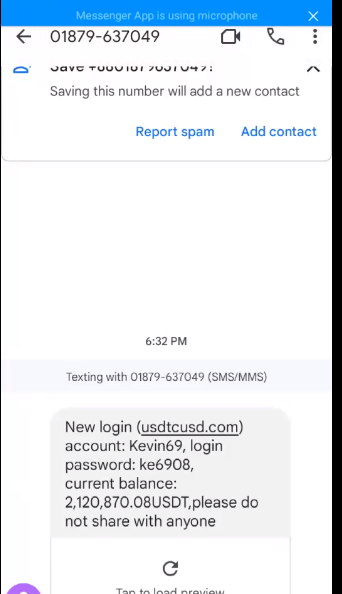 Messenger App is using microphone
01879-637049
Save +8801879637049?
Saving this number will add a new contact
Report spam Add contact
6:32 PM
Texting with 01879-637049 (SMS/MMS)
New login (usdtcusd.com)
account: Kevin69, login
password: ke6908,
current balance:
2,120,870.08USDT,please do
not share with anyone
Tap to load preview